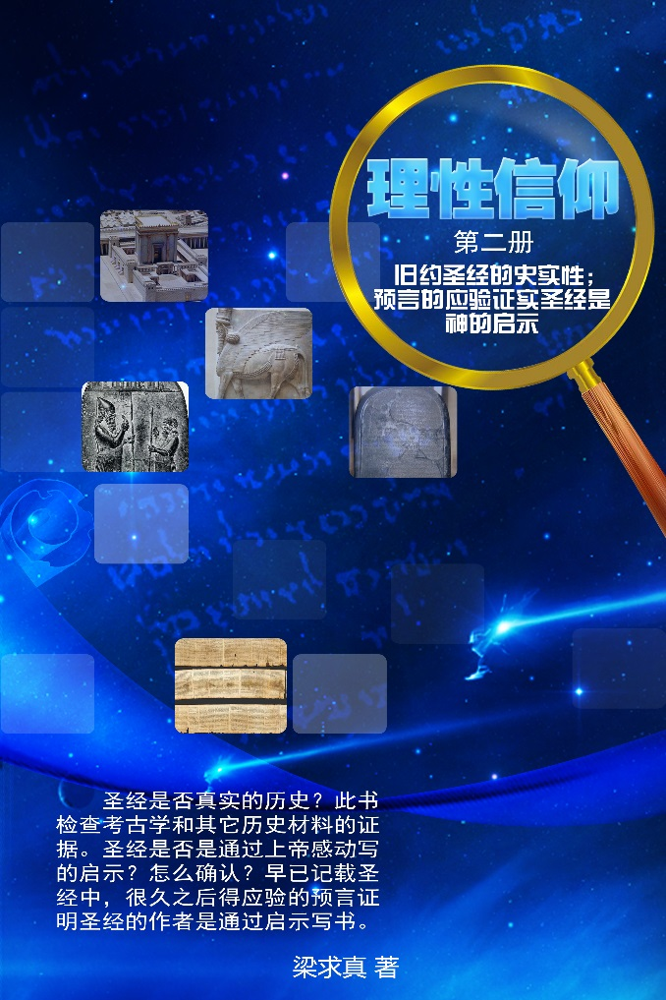 理性信仰
第二册
旧约圣经的史实性；
预言的应验证实圣经是
神的启示
圣经是否真实的历史？此书
检查考古学和其它历史材料的证
据。圣经是否是通过上帝感动写
的启示？怎么确认？早已记载圣
经中，很久之后得应验的预言证
明圣经的作者是通过启示写书。
梁求真 著